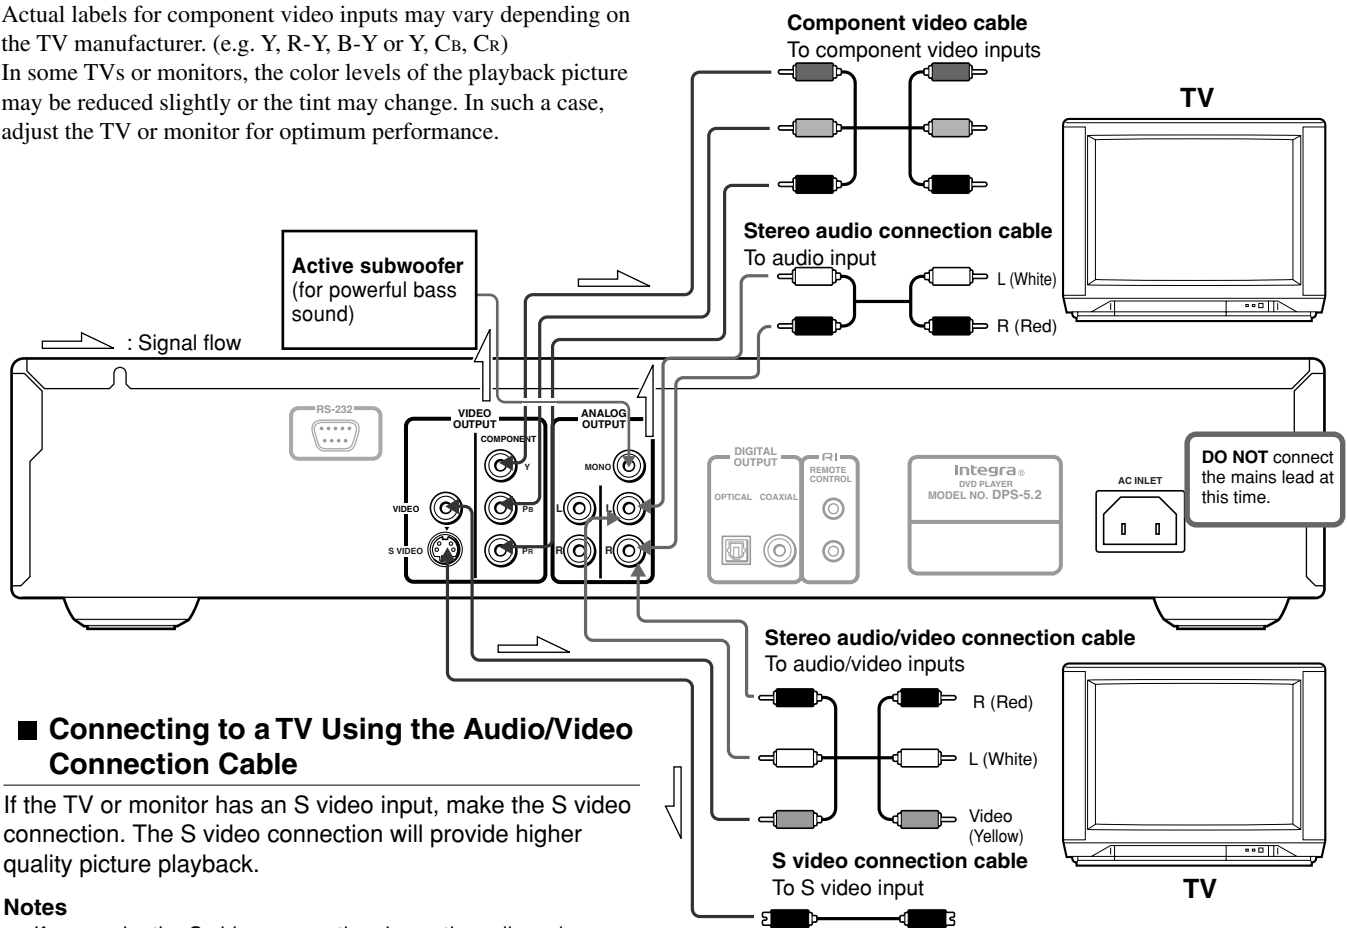 Actual labels for component video inputs may vary depending on
the TV manufacturer. (e.g. Y, R-Y, B-Y or Y, CB, CR)
In some TVs or monitors, the color levels of the playback picture
may be reduced slightly or the tint may change. In such a case,
adjust the TV or monitor for optimum performance.
Component video cable
To component video inputs
TV
Stereo audio connection cable
To audio input
L (White)
R (Red)
Active subwoofer
(for powerful bass
sound)
: Signal flow
RS-232
VIDEO
OUTPUT
COMPONENT
Y
VIDEO
PB
S VIDEO
PR
ANALOG
OUTPUT
MONO
L
L
R
R
DIGITAL
OUTPUT
OPTICAL COAXIAL
RI
REMOTE
CONTROL
Integra®
DVD PLAYER
MODEL NO. DPS-5.2
AC INLET
DO NOT connect
the mains lead at
this time.
Stereo audio/video connection cable
To audio/video inputs
R (Red)
L (White)
Video
(Yellow)
S video connection cable
To S video input
TV
■ Connecting to a TV Using the Audio/Video
Connection Cable
If the TV or monitor has an S video input, make the S video
connection. The S video connection will provide higher
quality picture playback.
Notes